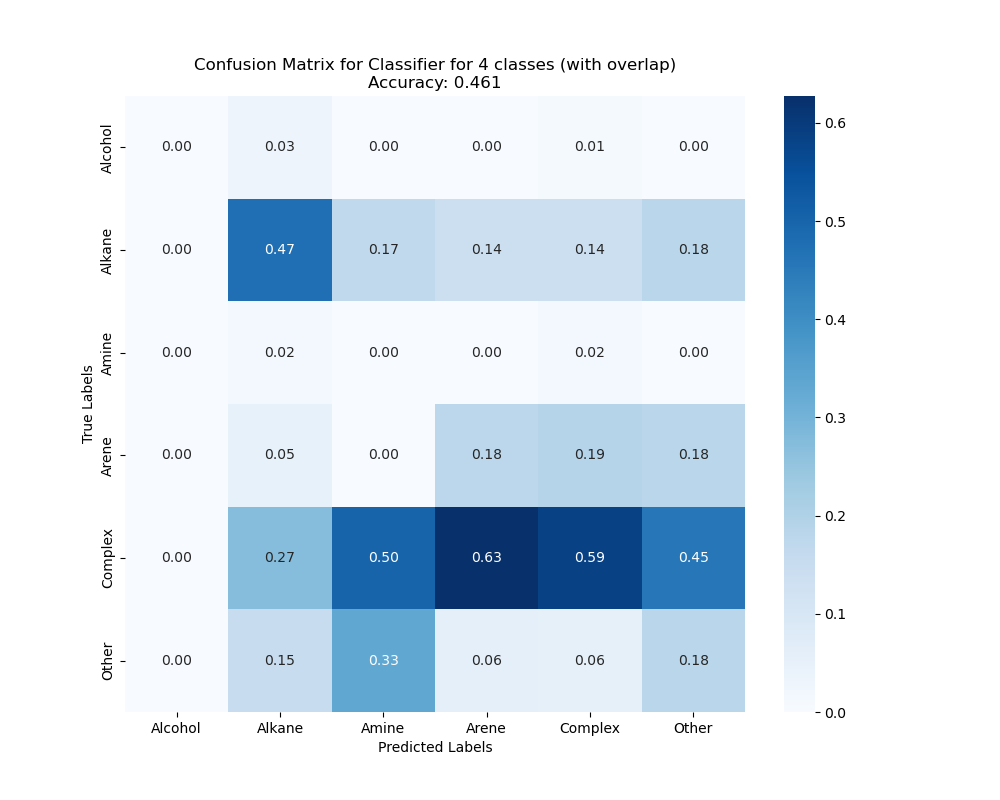 Confusion Matrix for Classifier for 4 classes (with overlap)
Accuracy: 0.461
True Labels
Alcohol 0.00 0.03 0.00 0.00 0.01 0.00
Alkane 0.00 0.47 0.17 0.14 0.14 0.18
Amine 0.00 0.02 0.00 0.00 0.02 0.00
Arene 0.00 0.05 0.00 0.18 0.19 0.18
Complex 0.00 0.27 0.50 0.63 0.59 0.45
Other 0.00 0.15 0.33 0.06 0.06 0.18
Alcohol Alkane Amine Arene Complex Other
Predicted Labels
0.6
0.5
0.4
0.3
0.2
0.1
0.0